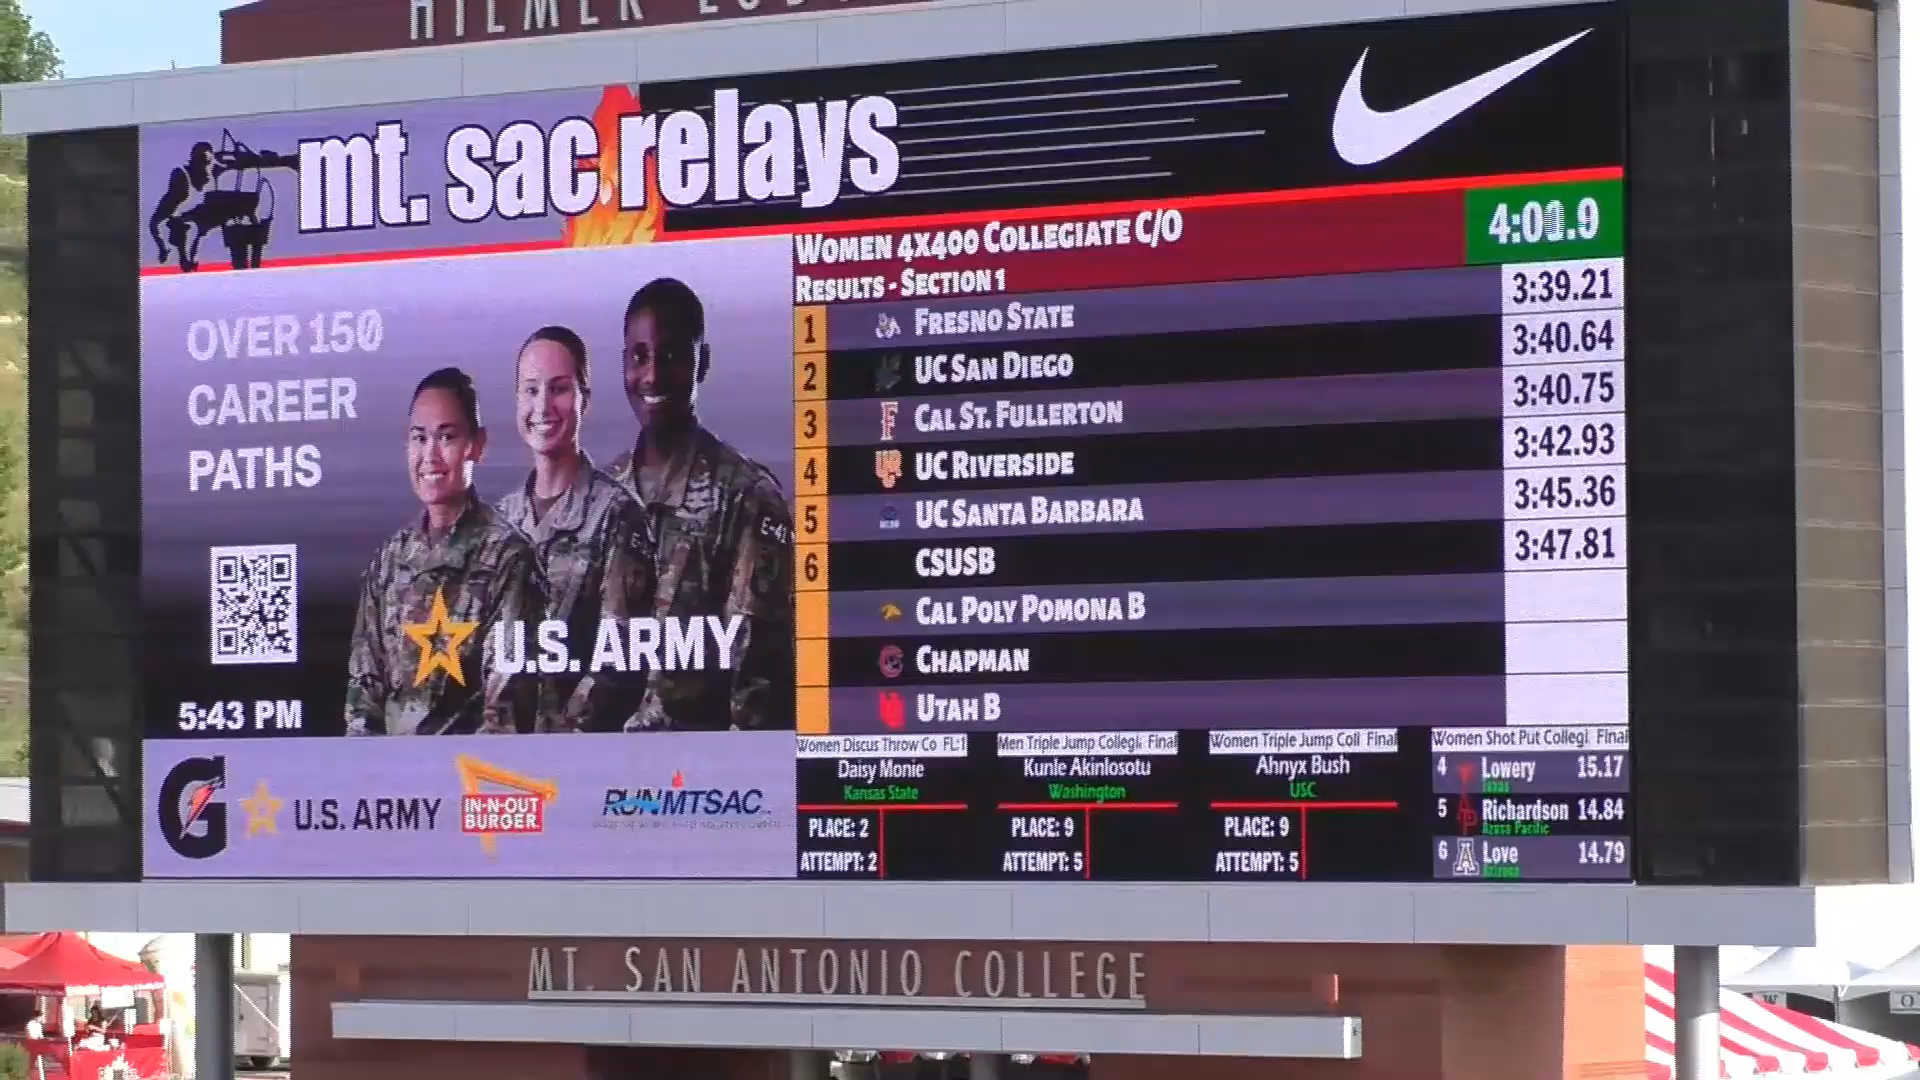 mt. sac relays
WOMEN 4X400 COLLEGIATE C/O
RESULTS - SECTION 1
3:39.21
1 FRESNO STATE
3:40.64
2 UC SAN DIEGO
3:40.75
3 CAL ST. FULLERTON
3:42.93
4 UC RIVERSIDE
3:45.36
5 UC SANTA BARBARA
3:47.81
6 CSUSB
CAL POLY POMONA B
CHAPMAN
UTAH B
OVER 150
CAREER
PATHS
U.S. ARMY
5:43 PM
G
U.S. ARMY
IN-N-OUT
BURGER
RUNMTSAC
Women Discus Throw Co FL:1
Daisy Monie
Kansas State
PLACE: 2
ATTEMPT: 2
Men Triple Jump Collegi Final
Kunle Akinlosotu
Washington
PLACE: 9
ATTEMPT: 5
Women Triple Jump Coll Final
Ahnyx Bush
USC
PLACE: 9
ATTEMPT: 5
Women Shot Put Collegi Final
4 Lowery 15.17
Texas
5 Richardson 14.84
Azusa Pacific
6 Love 14.79
Arizona
MT. SAN ANTONIO COLLEGE
W
O